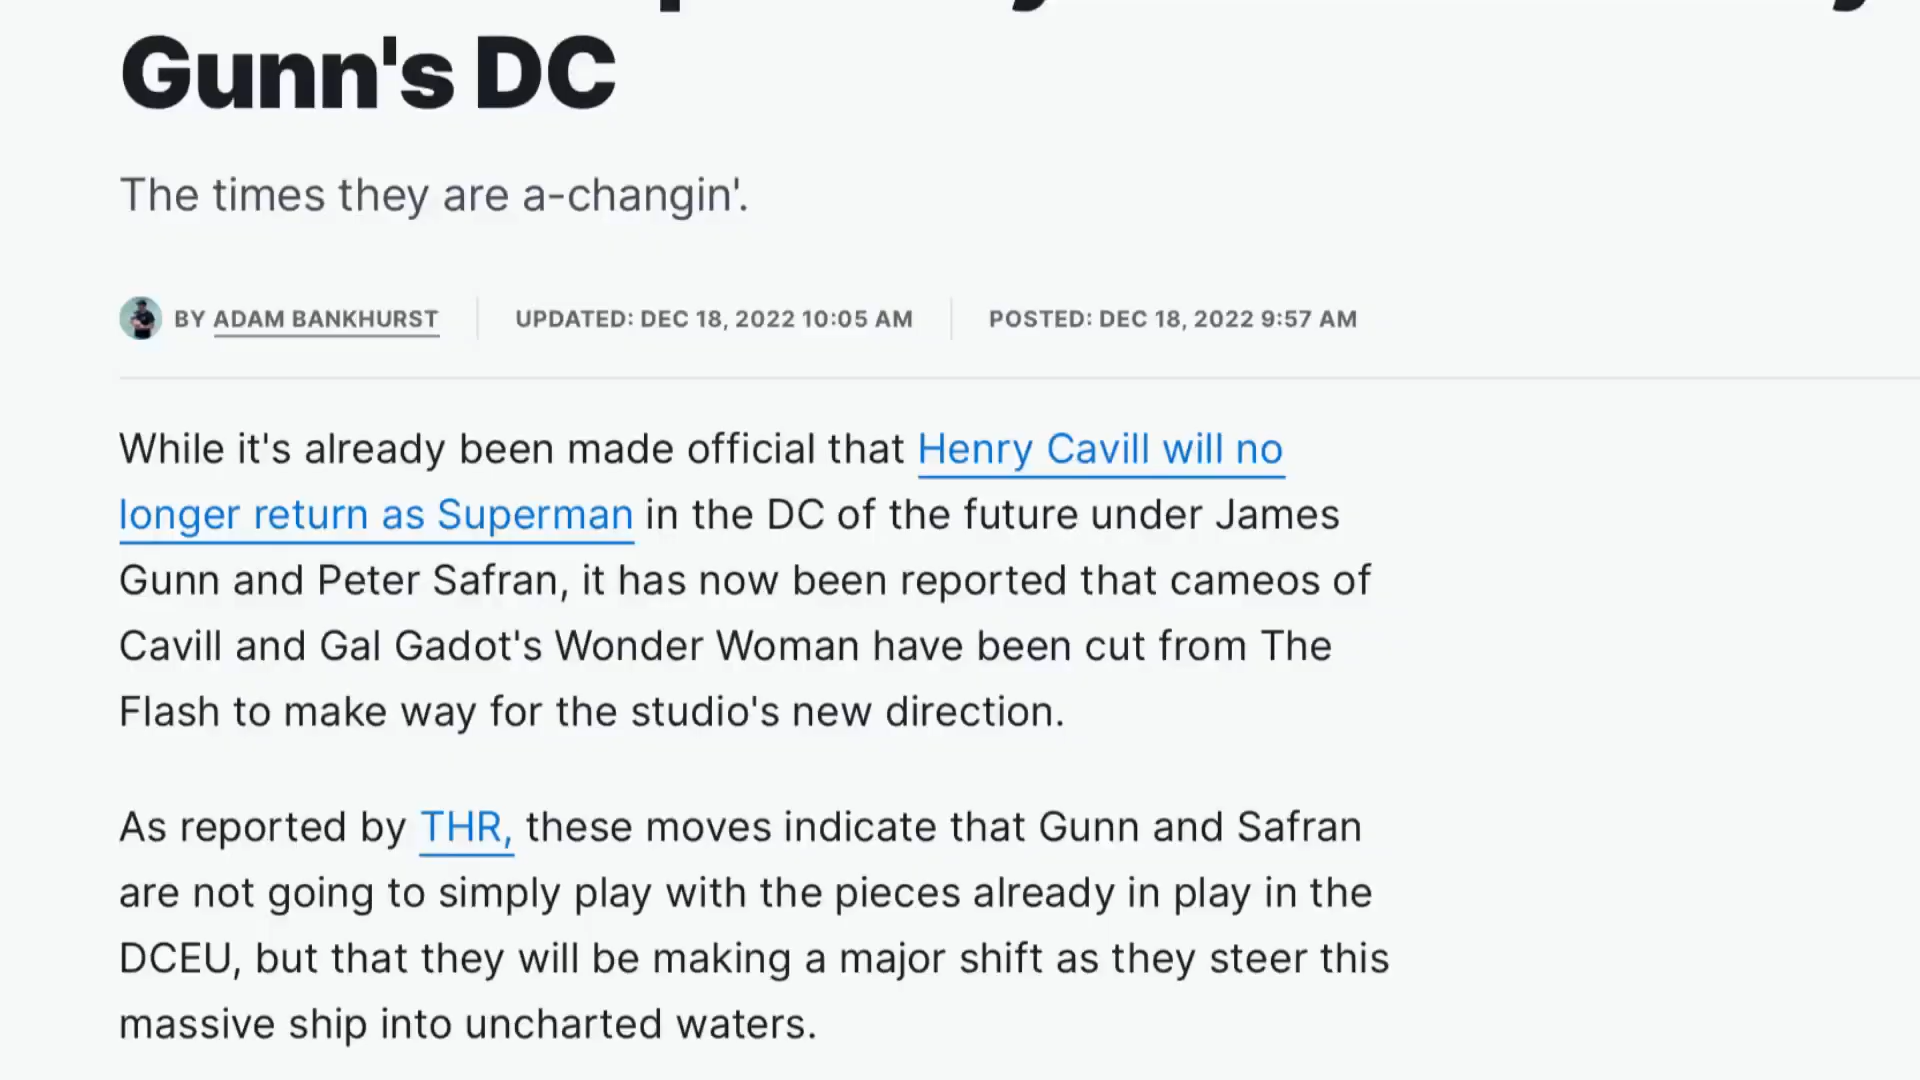 Gunn's DC
The times they are a-changin'.
BY ADAM BANKHURST UPDATED: DEC 18, 2022 10:05 AM POSTED: DEC 18, 2022 9:57 AM
While it's already been made official that Henry Cavill will no
longer return as Superman in the DC of the future under James
Gunn and Peter Safran, it has now been reported that cameos of
Cavill and Gal Gadot's Wonder Woman have been cut from The
Flash to make way for the studio's new direction.
As reported by THR, these moves indicate that Gunn and Safran
are not going to simply play with the pieces already in play in the
DCEU, but that they will be making a major shift as they steer this
massive ship into uncharted waters.